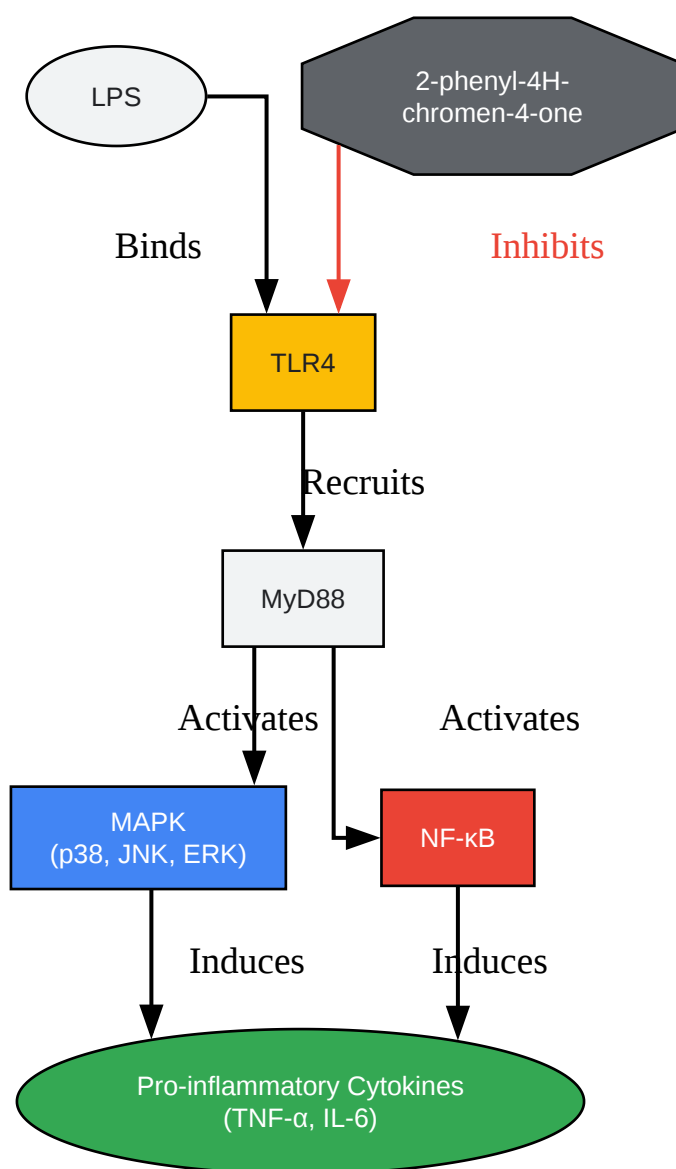 LPS
2-phenyl-4H-
chromen-4-one
Binds
Inhibits
TLR4
Recruits
MyD88
Activates
Activates
MAPK
(p38, JNK, ERK)
NF-κB
Induces
Induces
Pro-inflammatory Cytokines
(TNF-α, IL-6)